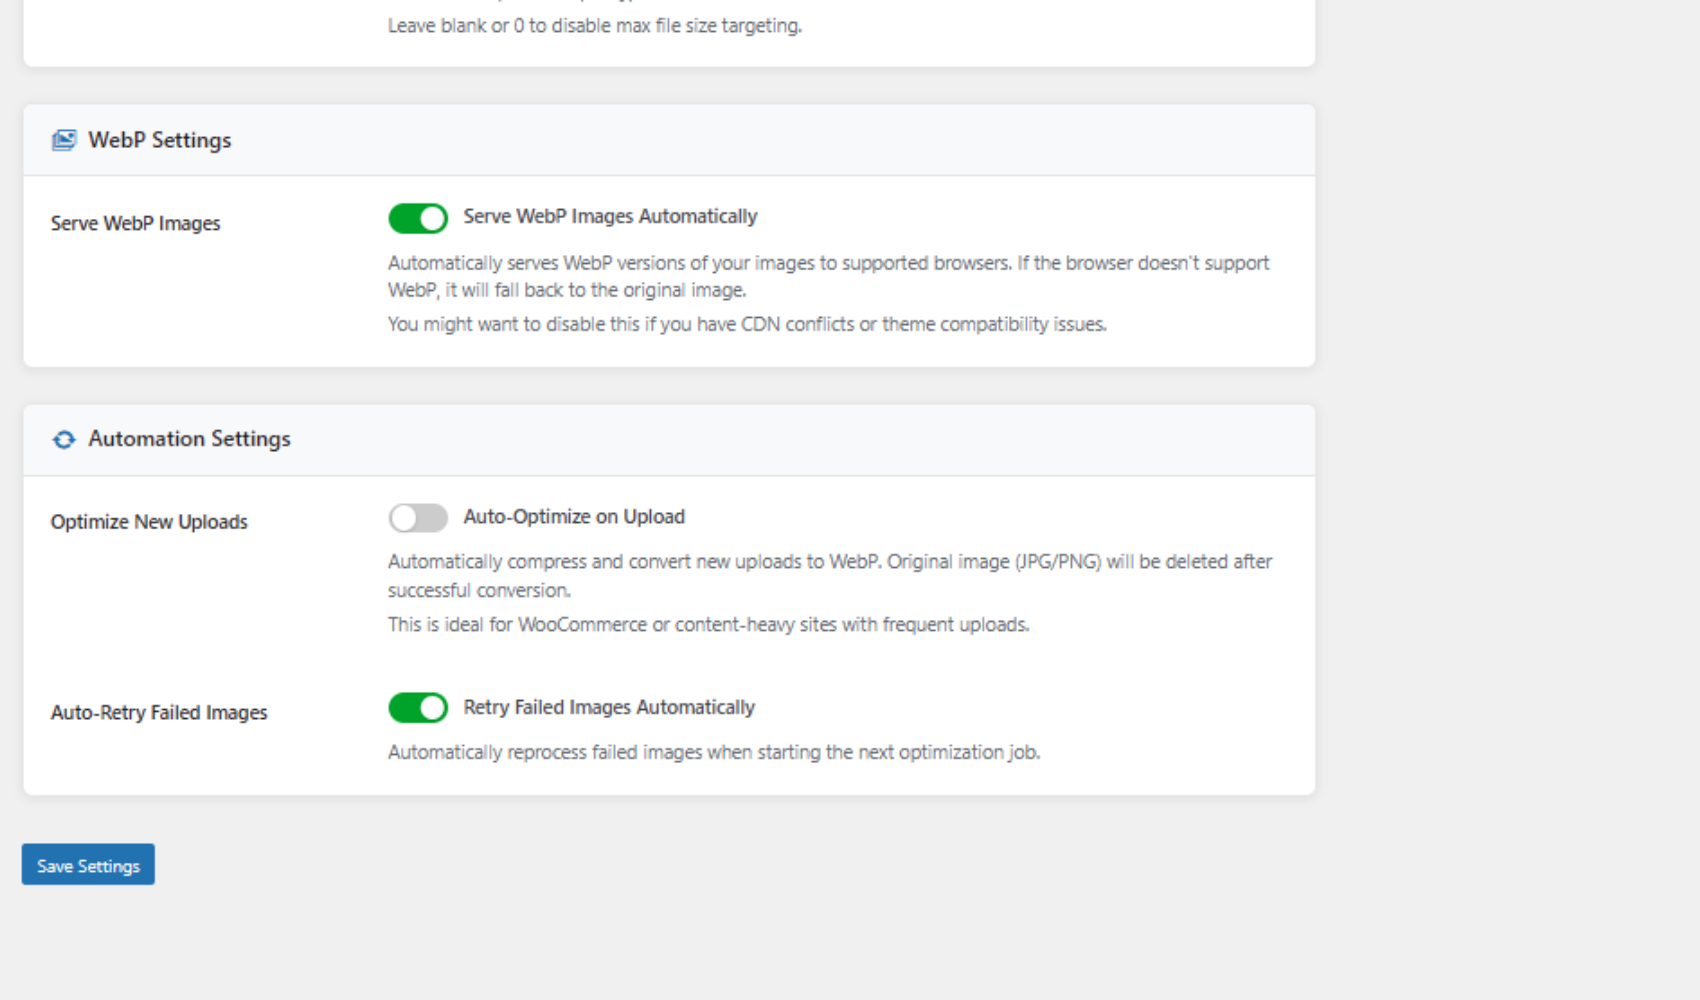 Leave blank or 0 to disable max file size targeting.
WebP Settings
Serve WebP Images
Serve WebP Images Automatically
Automatically serves WebP versions of your images to supported browsers. If the browser doesn't support
WebP, it will fall back to the original image.
You might want to disable this if you have CDN conflicts or theme compatibility issues.
Automation Settings
Optimize New Uploads
Auto-Optimize on Upload
Automatically compress and convert new uploads to WebP. Original image (JPG/PNG) will be deleted after
successful conversion.
This is ideal for WooCommerce or content-heavy sites with frequent uploads.
Auto-Retry Failed Images
Retry Failed Images Automatically
Automatically reprocess failed images when starting the next optimization job.
Save Settings